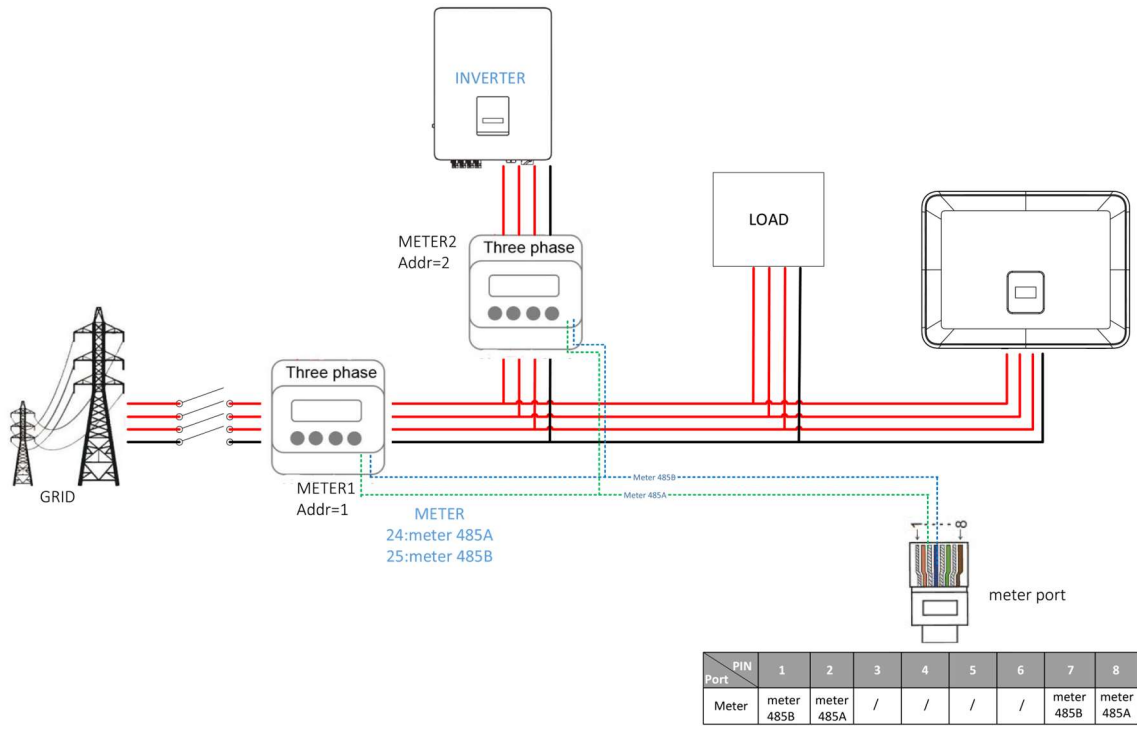 INVERTER
METER2
Addr=2
Three phase
LOAD
Three phase
GRID
METER1
Addr=1
Meter 485B
Meter 485A
METER
24:meter 485A
25:meter 485B
1 - - - - 8
meter port
Port PIN 1 2 3 4 5 6 7 8
Meter meter 485B meter 485A / / / / meter 485B meter 485A